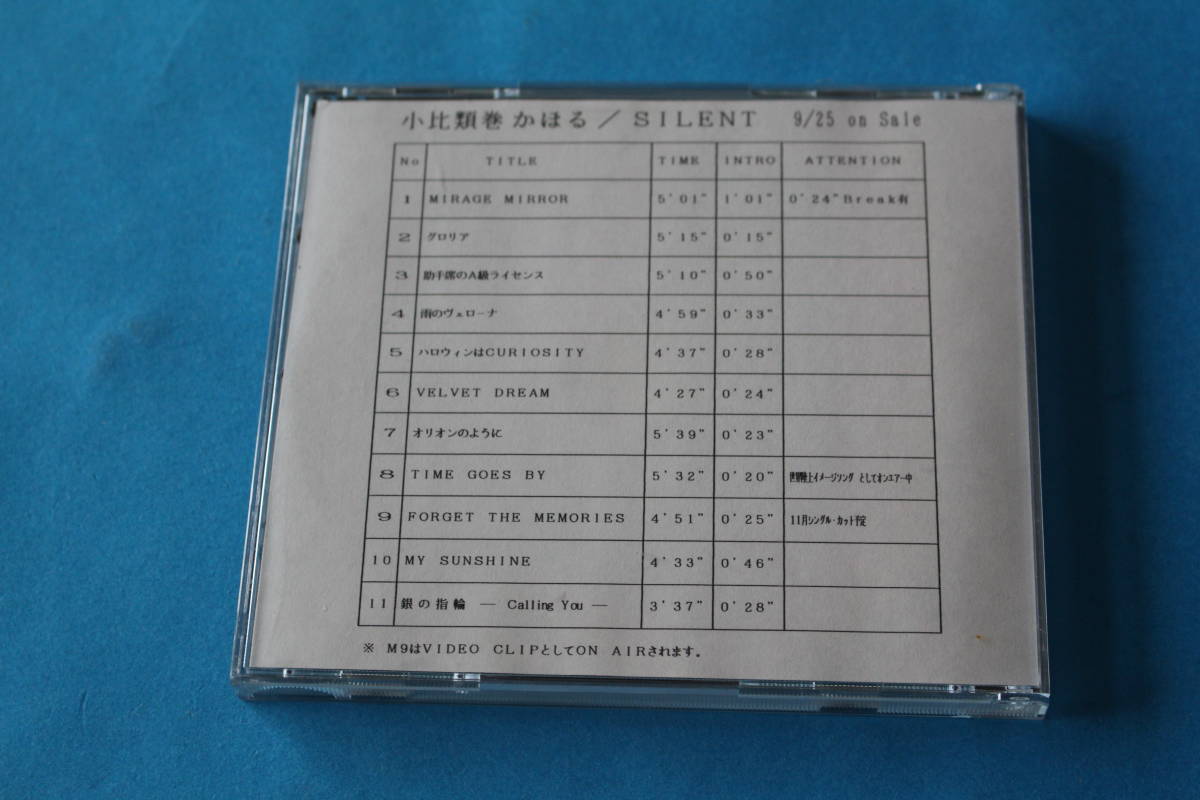 小比類巻かほる／SILENT 9/25 on Sale
No TITLE TIME INTRO ATTENTION
1 MIRAGE MIRROR 5'01" 1'01" 0'24"Break有
2 グロリア 5'15" 0'15"
3 助手席のA級ライセンス 5'10" 0'50"
4 雨のヴェローナ 4'59" 0'33"
5 ハロウィンはCURIOSITY 4'37" 0'28"
6 VELVET DREAM 4'27" 0'24"
7 オリオンのように 5'39" 0'23"
8 TIME GOES BY 5'32" 0'20" 世界陸上イメージソング としてオンエアー中
9 FORGET THE MEMORIES 4'51" 0'25" 11月シングル・カット予定
10 MY SUNSHINE 4'33" 0'46"
11 銀の指輪 ― Calling You ― 3'37" 0'28"
※ M9はVIDEO CLIPとしてON AIRされます。